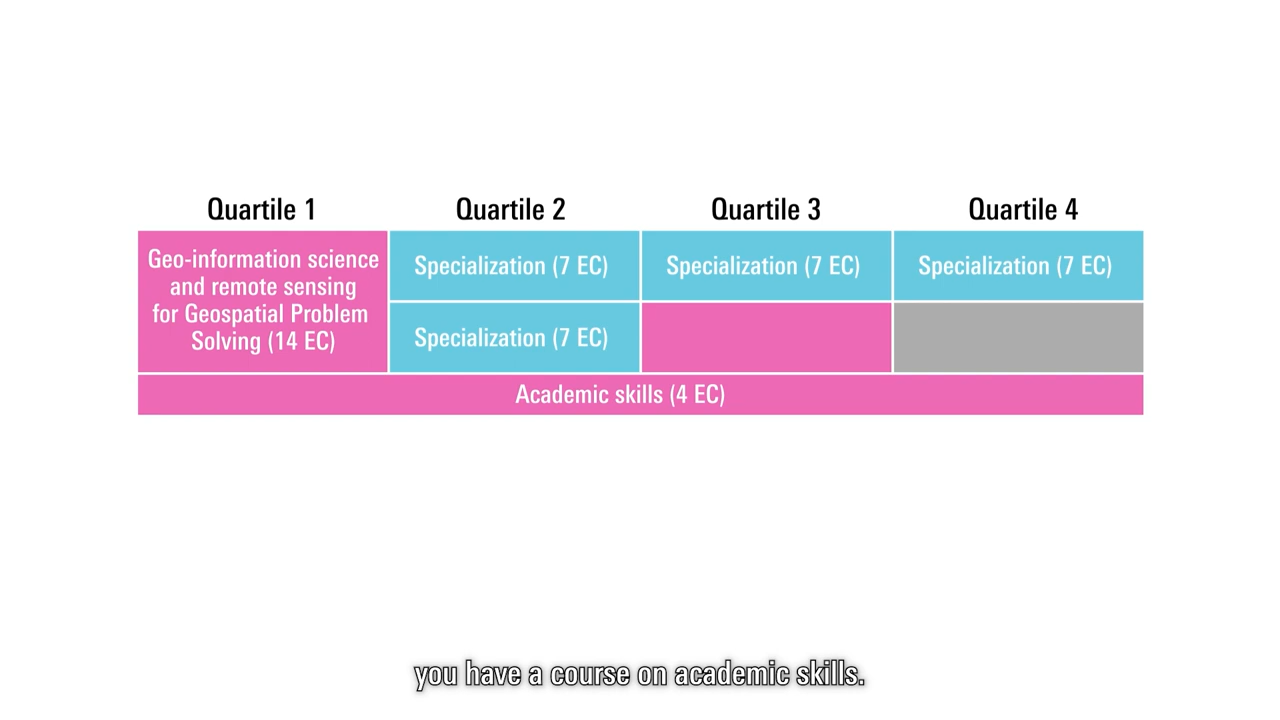 Quartile 1
Quartile 2
Quartile 3
Quartile 4
Geo-information science
and remote sensing
for Geospatial Problem
Solving (14 EC)
Specialization (7 EC)
Specialization (7 EC)
Specialization (7 EC)
Specialization (7 EC)
Academic skills (4 EC)
you have a course on academic skills.